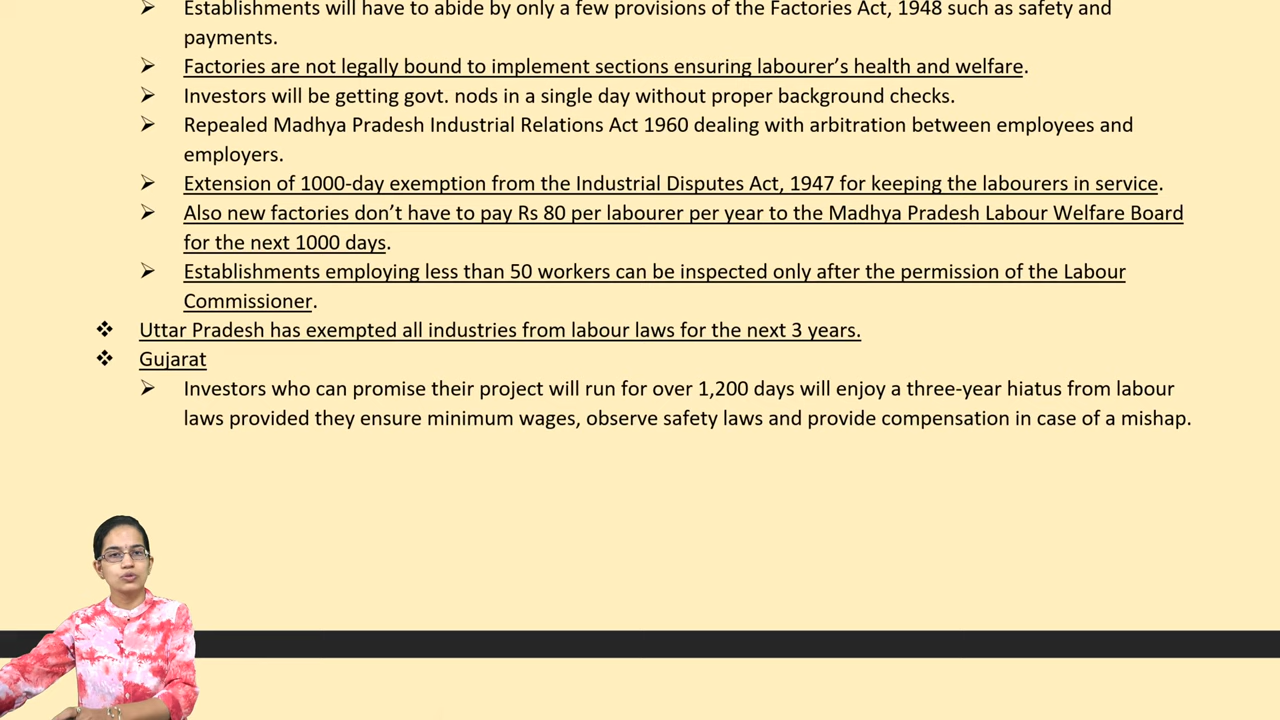 Establishments will have to abide by only a few provisions of the Factories Act, 1948 such as safety and
payments.
Factories are not legally bound to implement sections ensuring labourer’s health and welfare.
Investors will be getting govt. nods in a single day without proper background checks.
Repealed Madhya Pradesh Industrial Relations Act 1960 dealing with arbitration between employees and
employers.
Extension of 1000-day exemption from the Industrial Disputes Act, 1947 for keeping the labourers in service.
Also new factories don’t have to pay Rs 80 per labourer per year to the Madhya Pradesh Labour Welfare Board
for the next 1000 days.
Establishments employing less than 50 workers can be inspected only after the permission of the Labour
Commissioner.
Uttar Pradesh has exempted all industries from labour laws for the next 3 years.
Gujarat
Investors who can promise their project will run for over 1,200 days will enjoy a three-year hiatus from labour
laws provided they ensure minimum wages, observe safety laws and provide compensation in case of a mishap.